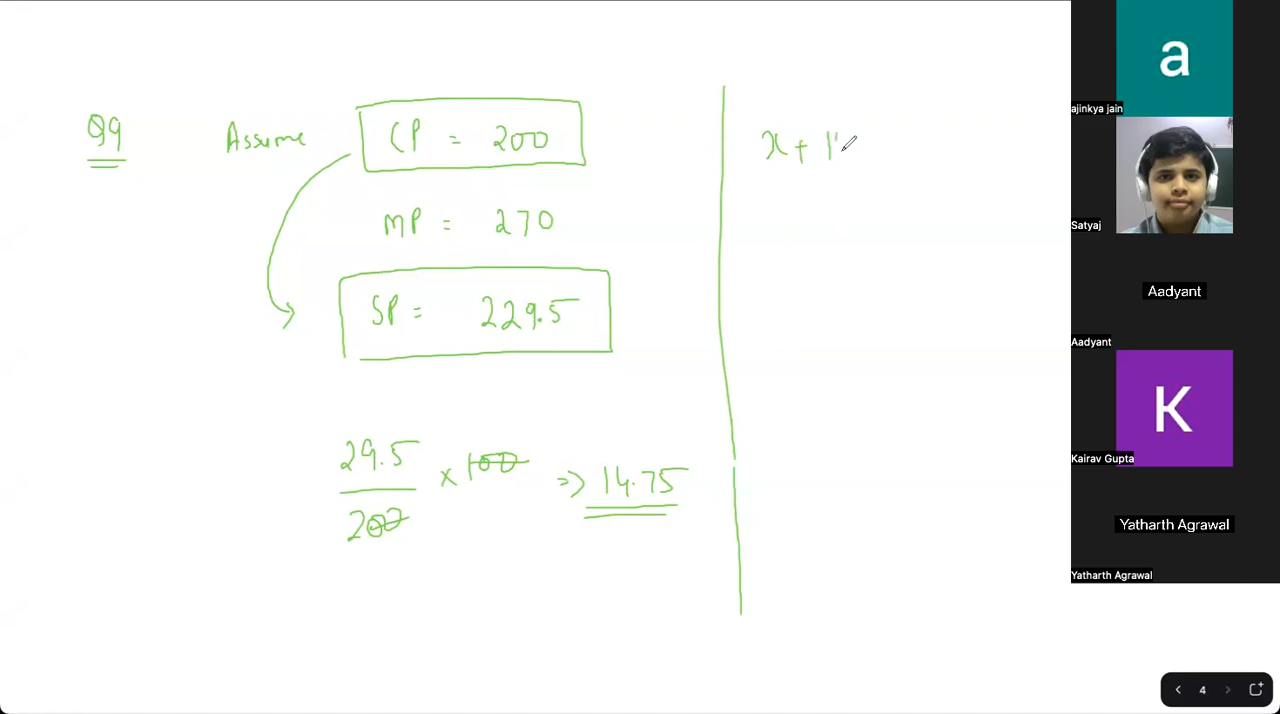 Q9 Assume CP = 200
MP = 270
SP = 229.5
29.5
200
× 100 => 14.75
x +
a
ajinkya jain
Satyaj
Aadyant
Aadyant
K
Kairav Gupta
Yatharth Agrawal
Yatharth Agrawal
4